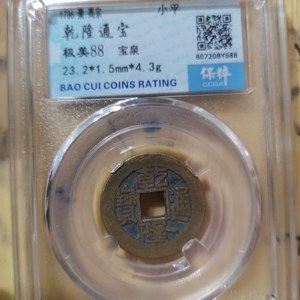 小甲
乾隆通宝
极美88 宝泉
23.2*1.5mm*4.3g
BAO CUI COINS RATING
保粹
乾隆通寶